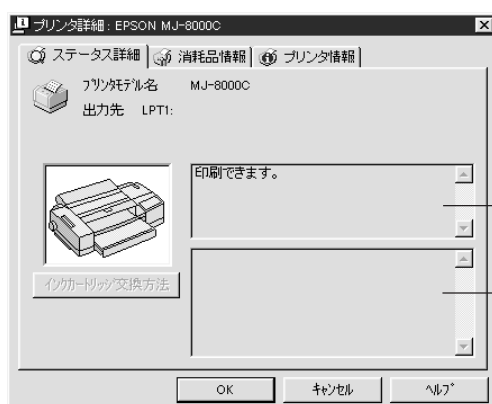 プリンタ詳細 : EPSON MJ-8000C
ステータス詳細
消耗品情報
プリンタ情報
プリンタモデル名 MJ-8000C
出力先 LPT1:
印刷できます。
インクカートリッジ交換方法
OK
キャンセル
ヘルプ